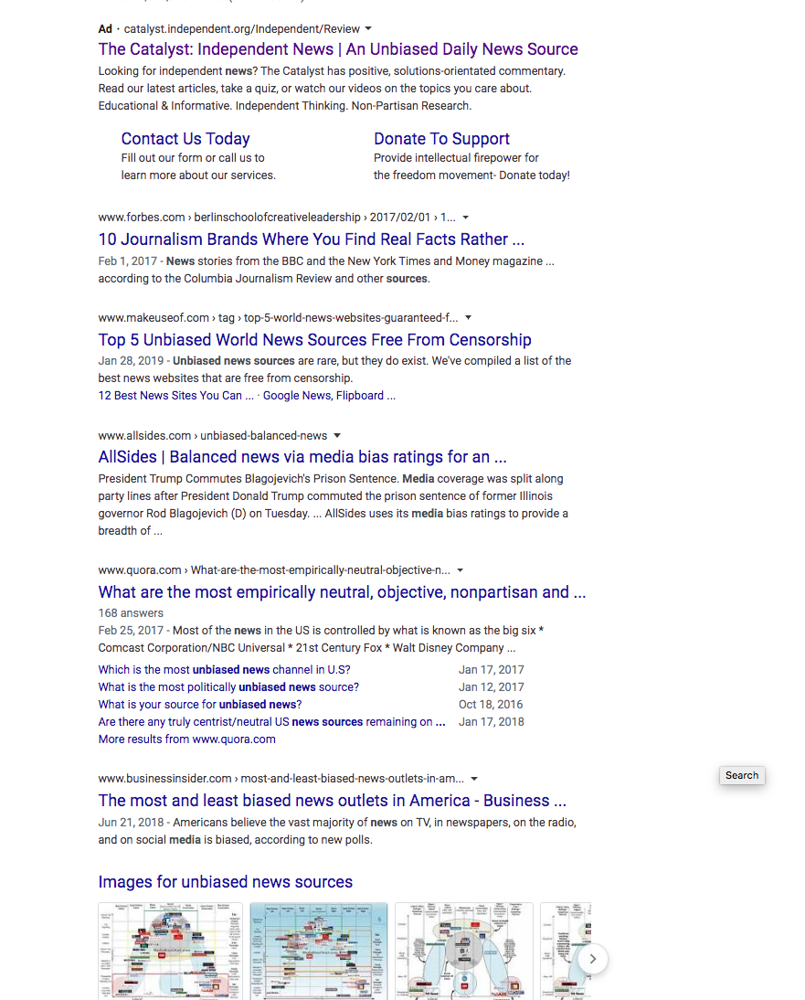 Ad · catalyst.independent.org/Independent/Review
The Catalyst: Independent News | An Unbiased Daily News Source
Looking for independent news? The Catalyst has positive, solutions-orientated commentary.
Read our latest articles, take a quiz, or watch our videos on the topics you care about.
Educational & Informative. Independent Thinking. Non-Partisan Research.
Contact Us Today
Fill out our form or call us to
learn more about our services.
Donate To Support
Provide intellectual firepower for
the freedom movement- Donate today!
www.forbes.com › berlinschoolofcreativeleadership › 2017/02/01 › 1...
10 Journalism Brands Where You Find Real Facts Rather ...
Feb 1, 2017 - News stories from the BBC and the New York Times and Money magazine ...
according to the Columbia Journalism Review and other sources.
www.makeuseof.com › tag › top-5-world-news-websites-guaranteed-f...
Top 5 Unbiased World News Sources Free From Censorship
Jan 28, 2019 - Unbiased news sources are rare, but they do exist. We've compiled a list of the
best news websites that are free from censorship.
12 Best News Sites You Can ... · Google News, Flipboard ...
www.allsides.com › unbiased-balanced-news
AllSides | Balanced news via media bias ratings for an ...
President Trump Commutes Blagojevich's Prison Sentence. Media coverage was split along
party lines after President Donald Trump commuted the prison sentence of former Illinois
governor Rod Blagojevich (D) on Tuesday. ... AllSides uses its media bias ratings to provide a
breadth of ...
www.quora.com › What-are-the-most-empirically-neutral-objective-n...
What are the most empirically neutral, objective, nonpartisan and ...
168 answers
Feb 25, 2017 - Most of the news in the US is controlled by what is known as the big six *
Comcast Corporation/NBC Universal * 21st Century Fox * Walt Disney Company ...
Which is the most unbiased news channel in U.S.? Jan 17, 2017
What is the most politically unbiased news source? Jan 12, 2017
What is your source for unbiased news? Oct 18, 2016
Are there any truly centrist/neutral US news sources remaining on ... Jan 17, 2018
More results from www.quora.com
www.businessinsider.com › most-and-least-biased-news-outlets-in-am...
Search
The most and least biased news outlets in America - Business ...
Jun 21, 2018 - Americans believe the vast majority of news on TV, in newspapers, on the radio,
and on social media is biased, according to new polls.
Images for unbiased news sources